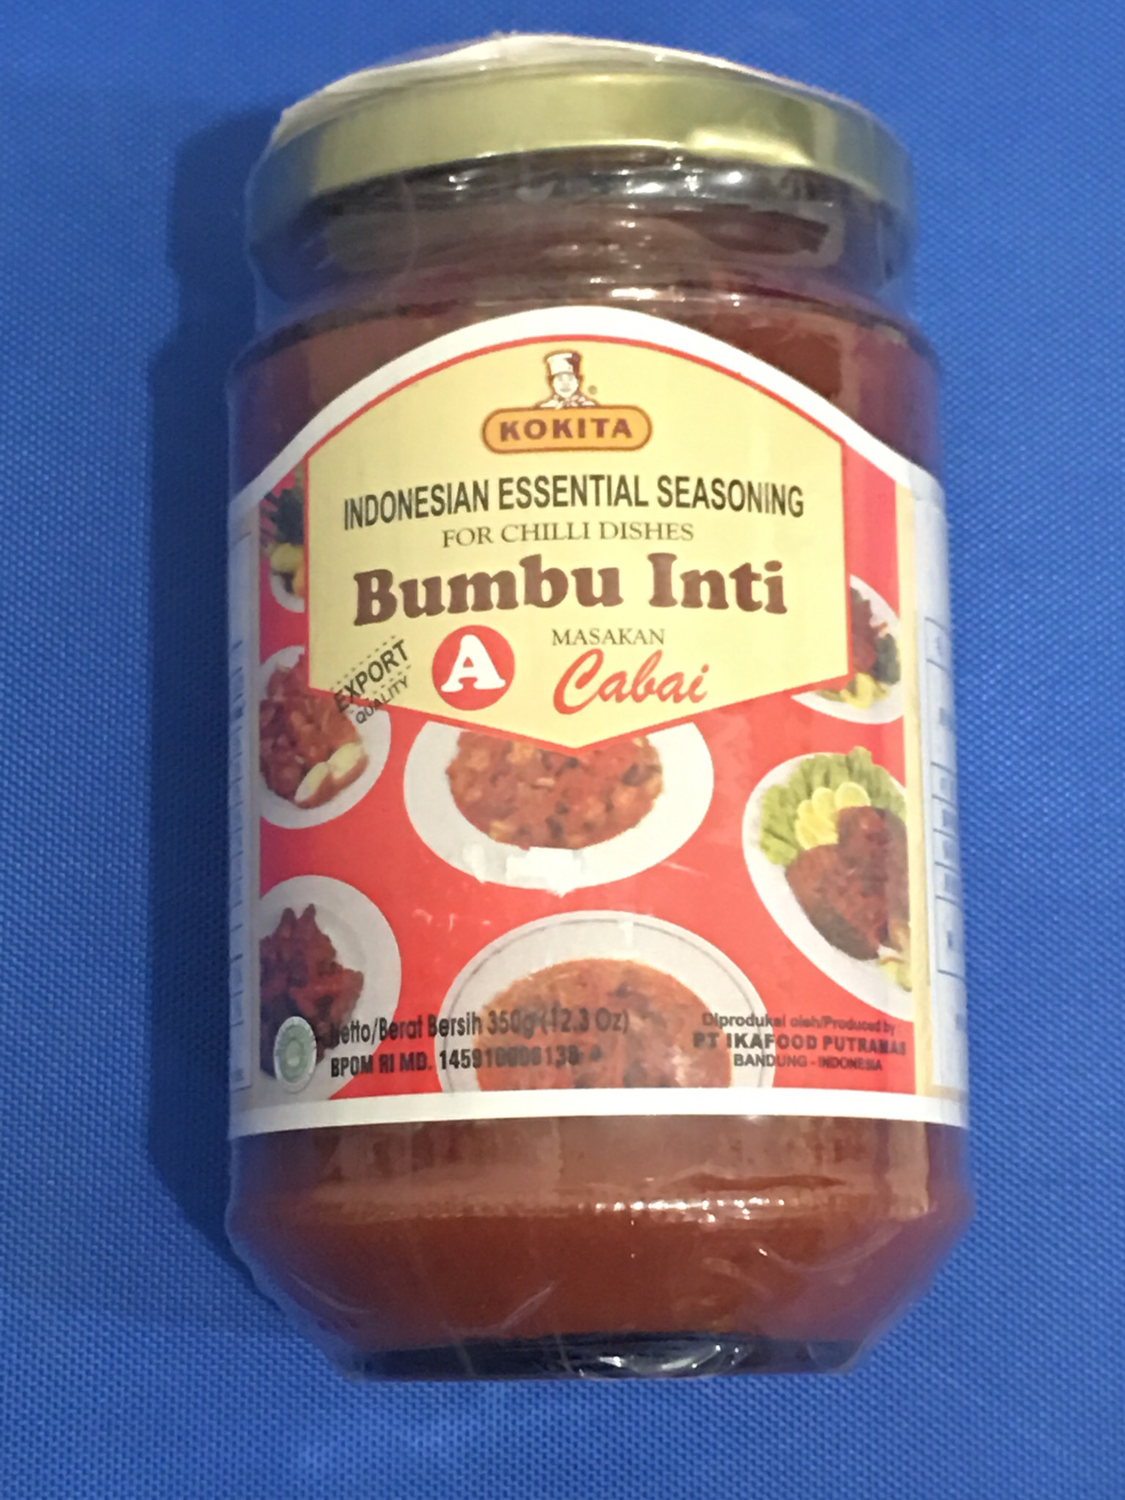 KOKITA
INDONESIAN ESSENTIAL SEASONING
FOR CHILLI DISHES
Bumbu Inti
A
MASAKAN
Cabai
EXPORT
QUALITY
Netto/Berat Bersih 350g (12.3 Oz)
BPOM RI MD.
Diproduksi oleh/Produced by
PT IKAFOOD PUTRAMAS
BANDUNG - INDONESIA